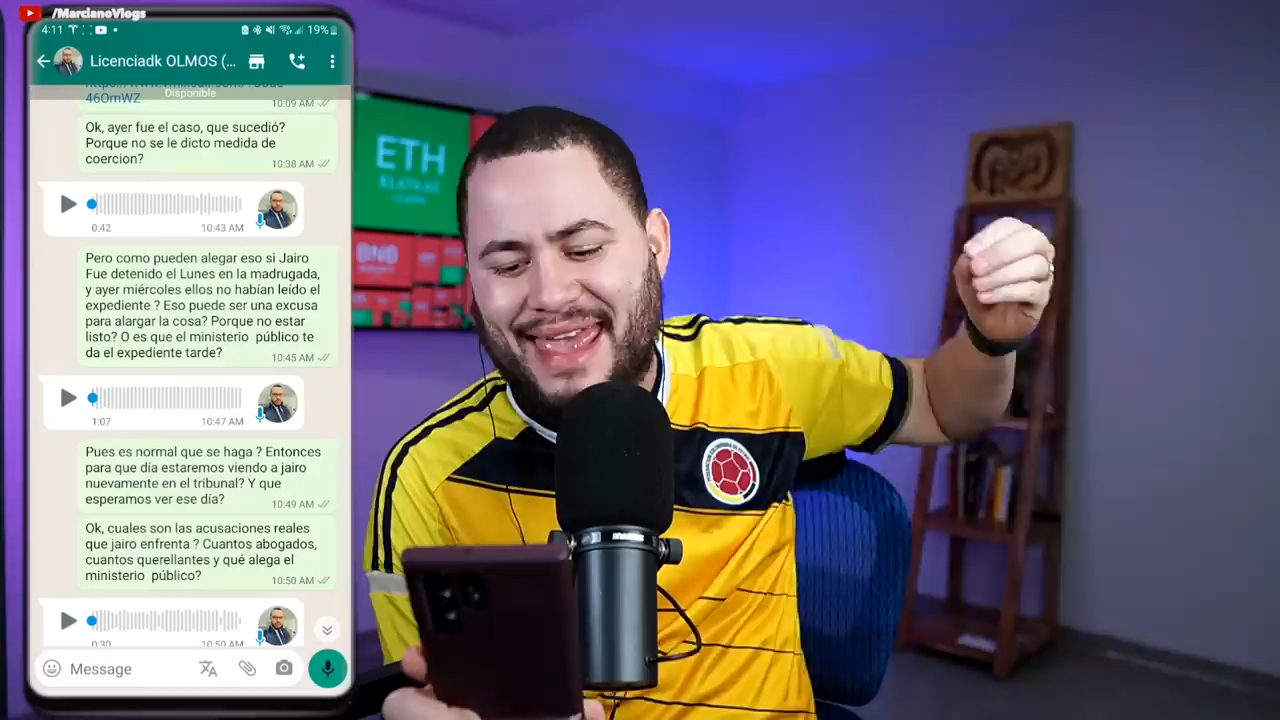 /MarcianoVlogs
4:11
19%
Licenciadk OLMOS (...
46OmWZ
Disponible
10:09 AM
Ok, ayer fue el caso, que sucedió?
Porque no se le dicto medida de
coercion?
10:38 AM
0:42
10:43 AM
Pero como pueden alegar eso si Jairo
Fue detenido el Lunes en la madrugada,
y ayer miércoles ellos no habían leído el
expediente ? Eso puede ser una excusa
para alargar la cosa? Porque no estar
listo? O es que el ministerio público te
da el expediente tarde?
10:45 AM
1:07
10:47 AM
Pues es normal que se haga ? Entonces
para que día estaremos viendo a jairo
nuevamente en el tribunal? Y que
esperamos ver ese día?
10:49 AM
Ok, cuales son las acusaciones reales
que jairo enfrenta ? Cuantos abogados,
cuantos querellantes y qué alega el
ministerio público?
10:50 AM
0:30
10:50 AM
Message
ETH
BNB